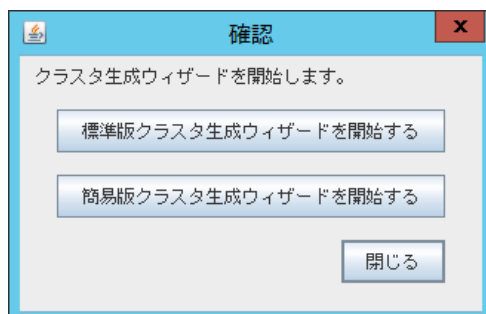 確認
x
クラスタ生成ウィザードを開始します。
標準版クラスタ生成ウィザードを開始する
簡易版クラスタ生成ウィザードを開始する
閉じる